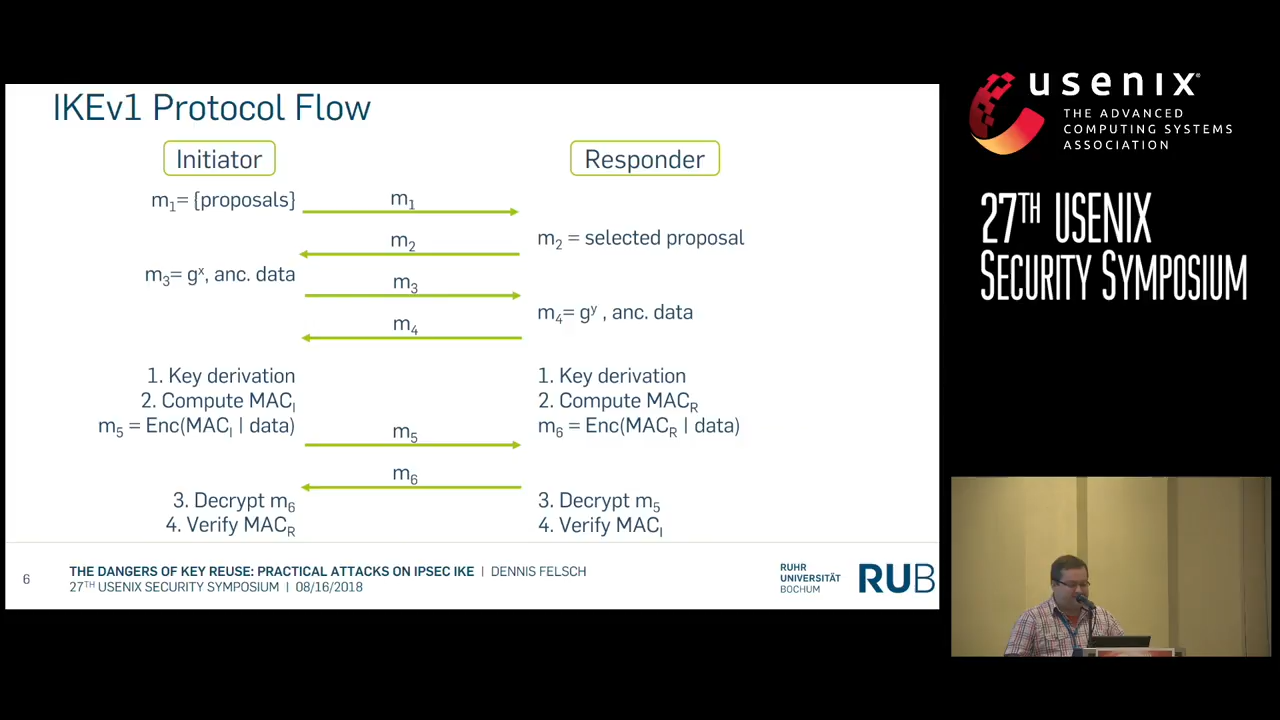 IKEv1 Protocol Flow
Initiator
Responder
m1= {proposals}
m1
m2 = selected proposal
m2
m3= gx, anc. data
m3
m4= gy , anc. data
m4
1. Key derivation
2. Compute MACI
m5 = Enc(MACI | data)
1. Key derivation
2. Compute MACR
m6 = Enc(MACR | data)
m5
m6
3. Decrypt m6
4. Verify MACR
3. Decrypt m5
4. Verify MACI
6
THE DANGERS OF KEY REUSE: PRACTICAL ATTACKS ON IPSEC IKE | DENNIS FELSCH
27TH USENIX SECURITY SYMPOSIUM | 08/16/2018
RUHR
UNIVERSITÄT
BOCHUM
RUB
usenix®
THE ADVANCED
COMPUTING SYSTEMS
ASSOCIATION
27TH USENIX
SECURITY SYMPOSIUM